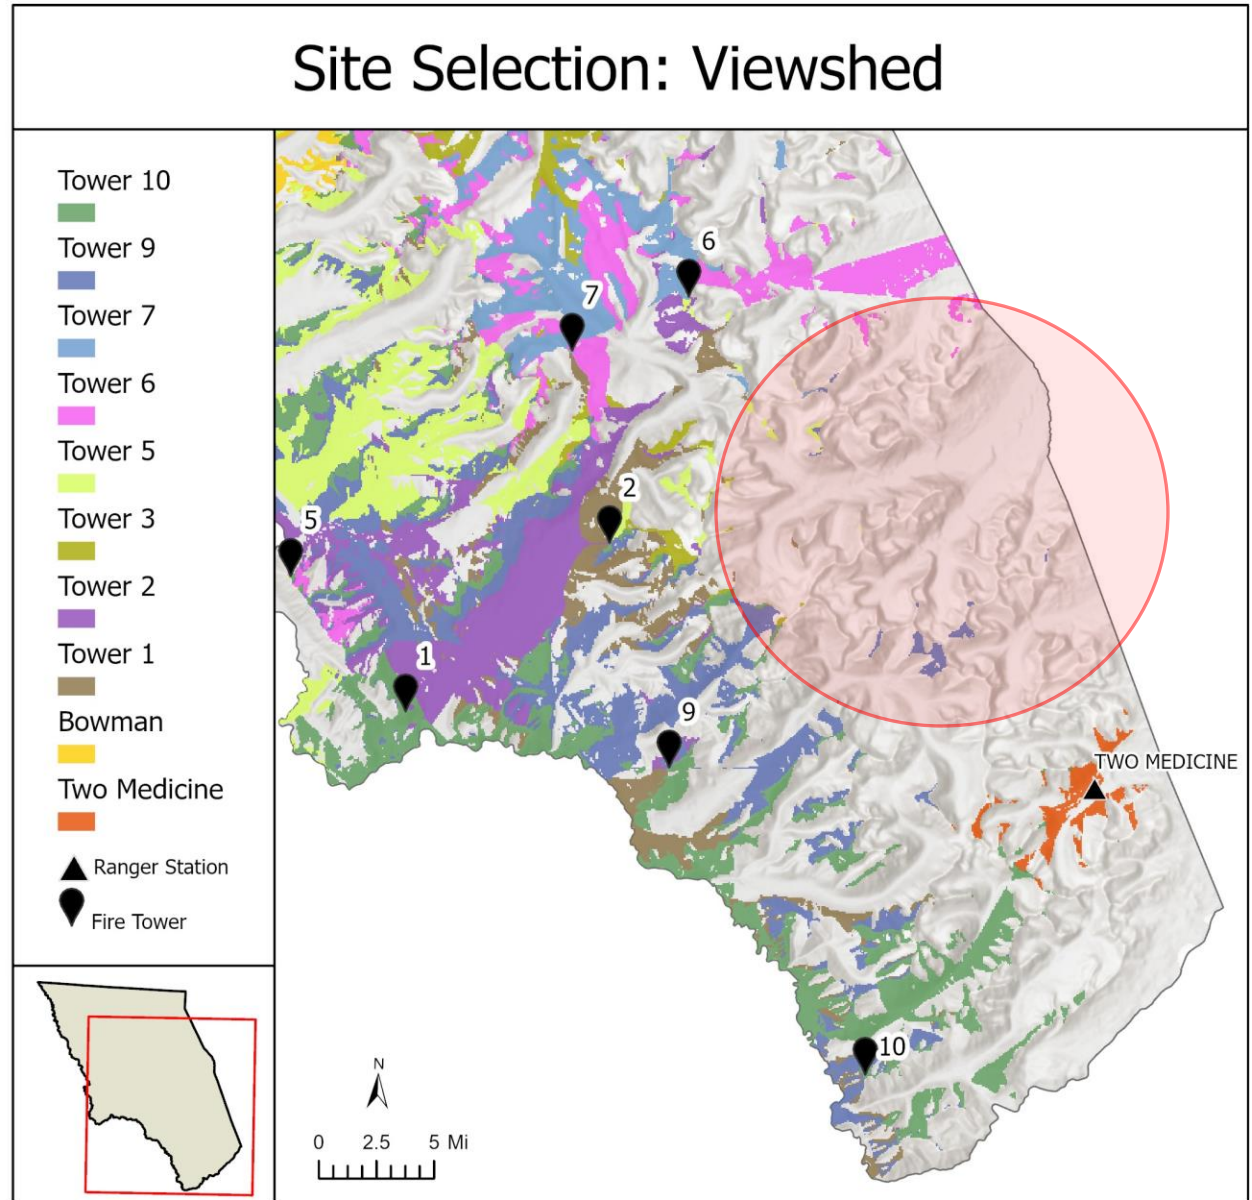 Site Selection: Viewshed
Tower 10
Tower 9
Tower 7
Tower 6
Tower 5
Tower 3
Tower 2
Tower 1
Bowman
Two Medicine
Ranger Station
Fire Tower
6
7
2
5
1
9
TWO MEDICINE
10
N
0 2.5 5 Mi